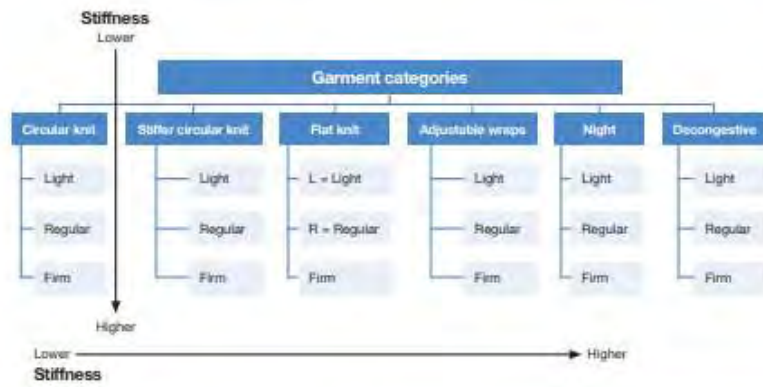 Stiffness
Lower
Garment categories
Circular knit Stiffer circular knit Flat knit Adjustable wraps Night Decongestive
Light Light L = Light Light Light Light
Regular Regular R = Regular Regular Regular Regular
Firm Firm Firm Firm Firm Firm
Higher
Lower Higher
Stiffness